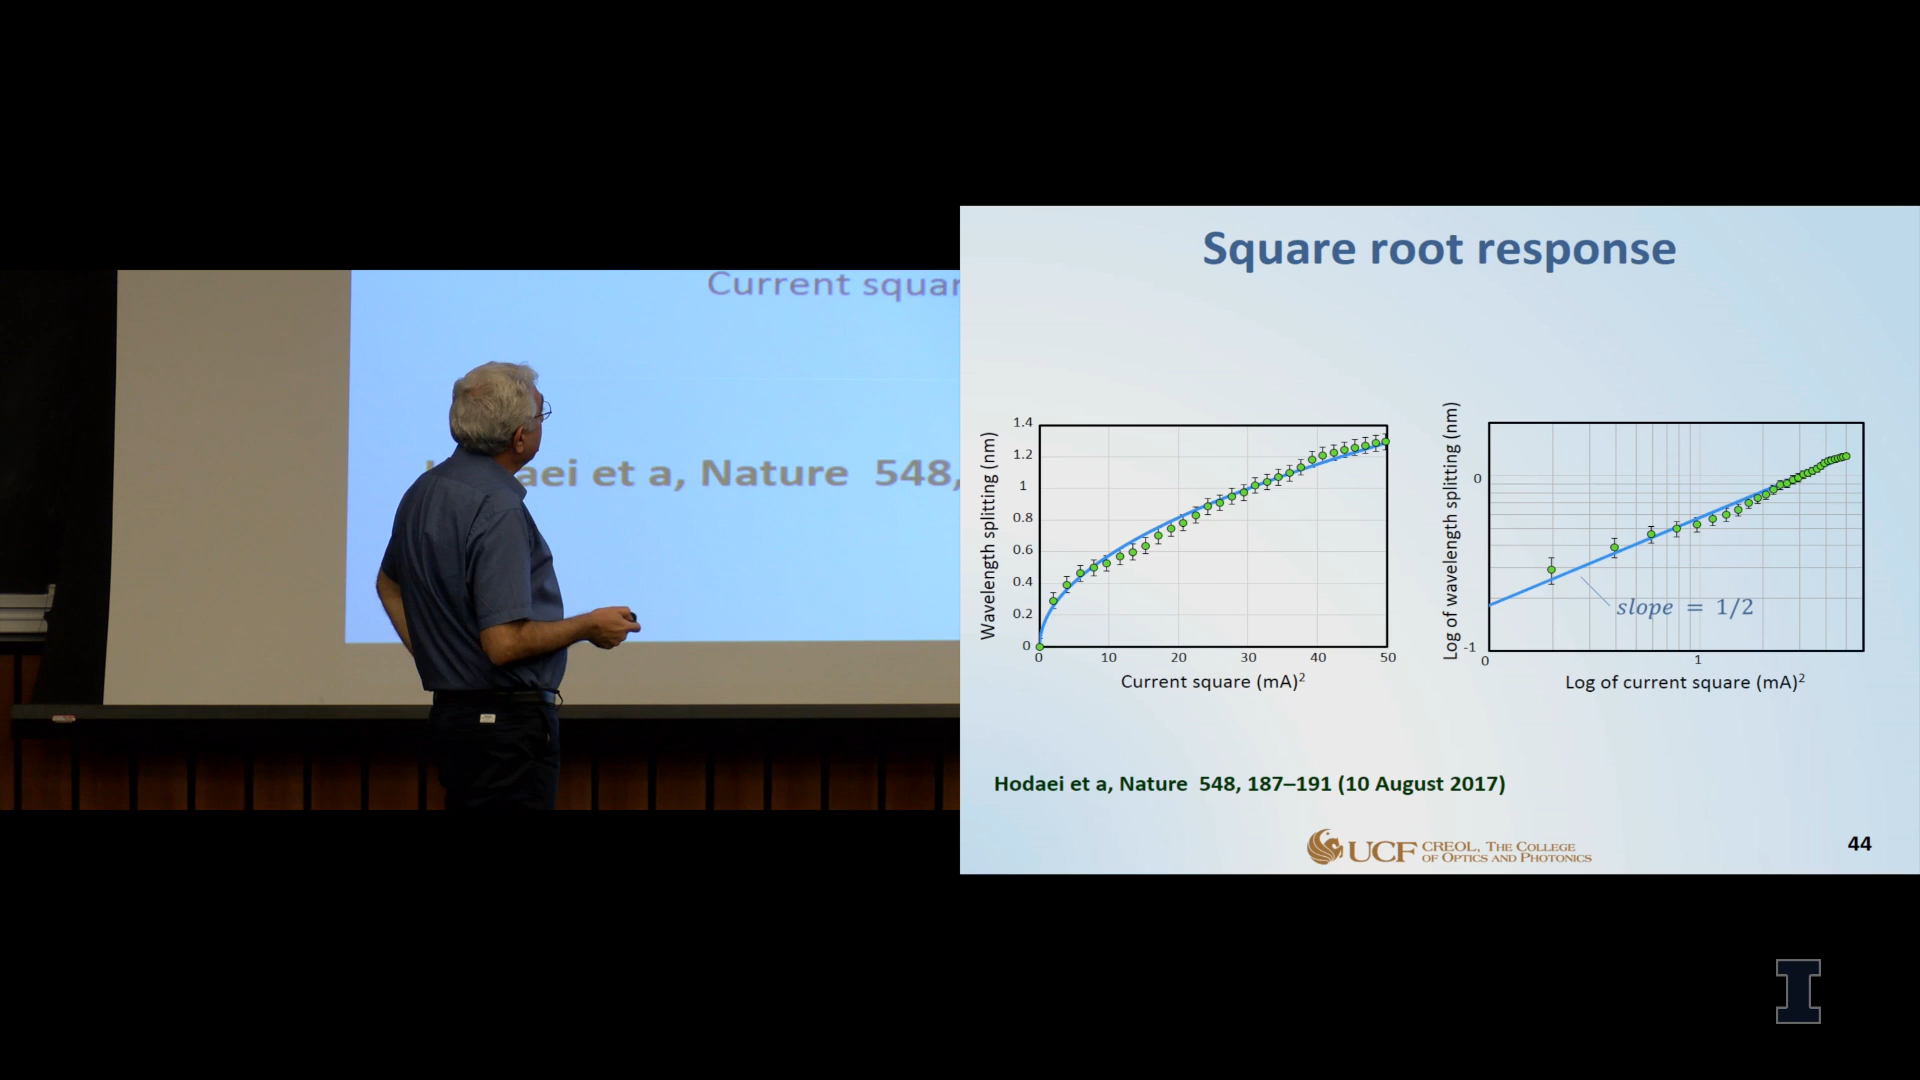 Current squar
aei et a, Nature 548,
Square root response
Wavelength splitting (nm)
1.4
1.2
1
0.8
0.6
0.4
0.2
0
0 10 20 30 40 50
Current square (mA)2
Log of wavelength splitting (nm)
0
-1
0 1
slope = 1/2
Log of current square (mA)2
Hodaei et a, Nature 548, 187–191 (10 August 2017)
UCF CREOL, THE COLLEGE
OF OPTICS AND PHOTONICS
44
I